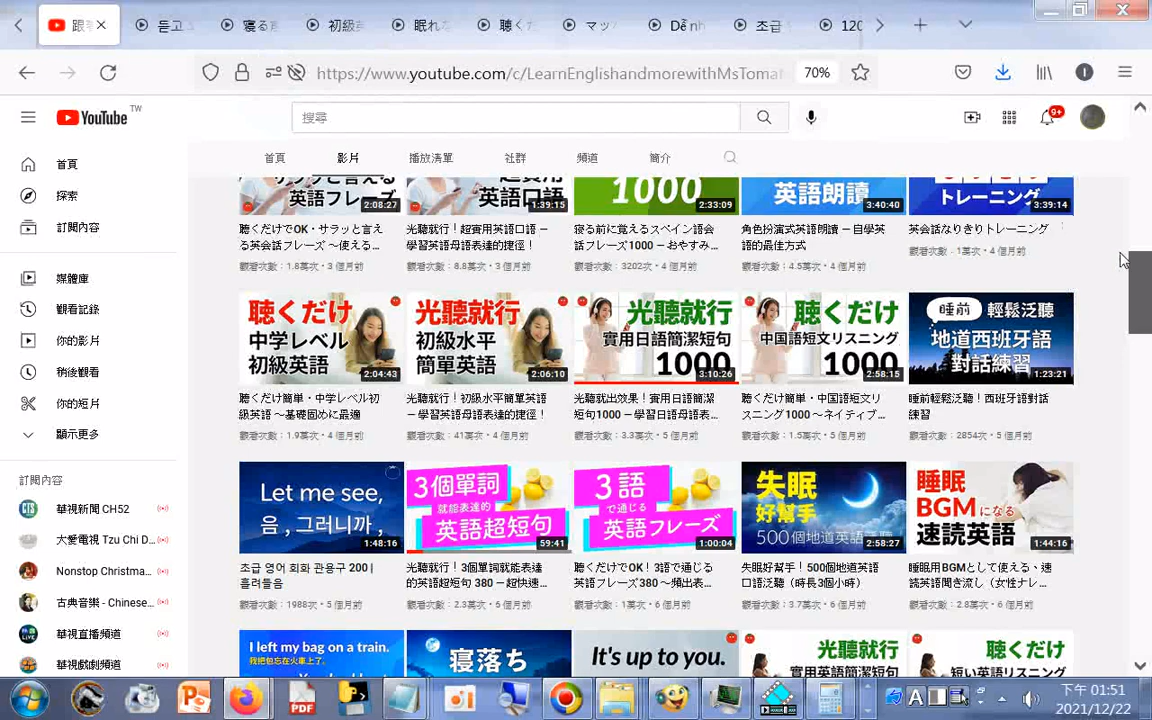 跟
듣고
寝る
初級
眠れ
聴く
マッ
Dễ nh
초급
120
https://www.youtube.com/c/LearnEnglishandmorewithMsTomat
70%
YouTube TW
搜尋
9+
首頁
影片
播放清單
社群
頻道
簡介
首頁
探索
訂閱內容
媒體庫
觀看記錄
你的影片
稍後觀看
你的短片
顯示更多
訂閱內容
華視新聞 CH52
大愛電視 Tzu Chi D...
Nonstop Christma...
古典音樂 - Chinese...
華視直播頻道
華視戲劇頻道
英語フレーズ
2:08:27
英語口語
1:39:15
1000
2:33:09
英語朗讀
3:40:40
トレーニング
3:39:14
聴くだけでOK・サラッと言え
る英会話フレーズ ～使える...
觀看次數：1.8萬次・3 個月前
光聽就行！超實用英語口語 –
學習英語母語表達的捷徑！
觀看次數：8.8萬次・3 個月前
寝る前に覚えるスペイン語会
話フレーズ1000 – おやすみ...
觀看次數：3202次・4 個月前
角色扮演式英語朗讀 – 自學英
語的最佳方式
觀看次數：4.5萬次・4 個月前
英会話なりきりトレーニング
觀看次數：1萬次・4 個月前
聴くだけ
中学レベル
初級英語
2:04:43
光聽就行
初級水平
簡單英語
2:06:10
光聽就行
實用日語簡潔短句
1000
3:10:26
聴くだけ
中国語短文リスニング
1000
2:58:15
睡前 輕鬆泛聽
地道西班牙語
對話練習
1:23:21
聴くだけ簡単・中学レベル初
級英語 ～基礎固めに最適
觀看次數：1.9萬次・4 個月前
光聽就行！初級水平簡單英語
– 學習英語母語表達的捷徑！
觀看次數：41萬次・4 個月前
光聽就出效果！實用日語簡潔
短句1000 – 學習日語母語表...
觀看次數：3.3萬次・5 個月前
聴くだけ簡単・中国語短文リ
スニング1000 ～ネイティブ...
觀看次數：1.5萬次・5 個月前
睡前輕鬆泛聽！西班牙語對話
練習
觀看次數：2854次・5 個月前
Let me see,
음 , 그러니까 ,
1:48:16
3個單詞
就能表達的
英語超短句
59:41
3語
で通じる
英語フレーズ
1:00:04
失眠
好幫手
500個地道英語
2:58:27
睡眠
BGMになる
速読英語
1:44:16
초급 영어 회화 관용구 200 |
흘려들음
觀看次數：1988次・5 個月前
光聽就行！3個單詞就能表達
的英語超短句 380 – 超快速...
觀看次數：2.3萬次・5 個月前
聴くだけでOK！3語で通じる
英語フレーズ380 ～頻出表...
觀看次數：1萬次・6 個月前
失眠好幫手！500個地道英語
口語泛聽（時長3個小時）
觀看次數：3.7萬次・6 個月前
睡眠用BGMとして使える、速
読英語聞き流し（女性ナレ...
觀看次數：2.8萬次・6 個月前
I left my bag on a train.
我把包忘在火車上了。
寝落ち
It's up to you.
光聽就行
實用英語簡潔短句
聴くだけ
短い英語リスニング
下午 01:51
2021/12/22